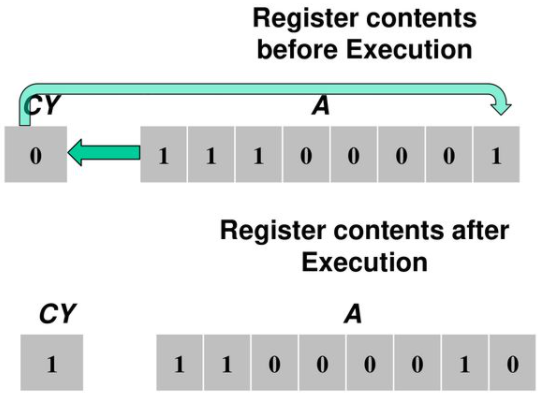 Register contents
before Execution
CY A
0 1 1 1 0 0 0 0 1
Register contents after
Execution
CY A
1 1 1 0 0 0 0 1 0